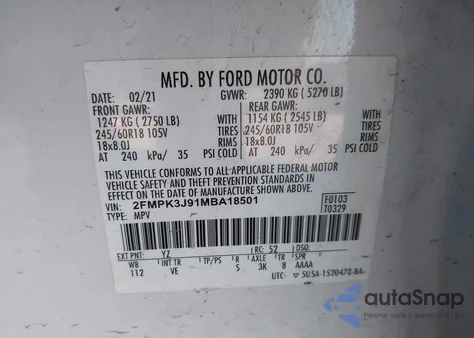 MFD. BY FORD MOTOR CO.
DATE: 02/21 GVWR: 2390 KG ( 5270 LB)
FRONT GAWR: REAR GAWR:
1247 KG ( 2750 LB) WITH 1154 KG ( 2545 LB) WITH
245/60R18 105V TIRES 245/60R18 105V TIRES
18x8.0J RIMS 18x8.0J RIMS
AT 240 kPa/ 35 PSI COLD AT 240 kPa/ 35 PSI COLD
THIS VEHICLE CONFORMS TO ALL APPLICABLE FEDERAL MOTOR
VEHICLE SAFETY AND THEFT PREVENTION STANDARDS IN
EFFECT ON THE DATE OF MANUFACTURE SHOWN ABOVE.
VIN: 2FMPK3J91MBA18501 F0103
TYPE: MPV T0329
EXT PNT: YZ RC: 52 DSO:
WB INT TR TP/PS R AXLE TR SPR
112 VE S 3K 8 AAAA
UTC
autoSnap
Pewne auto z